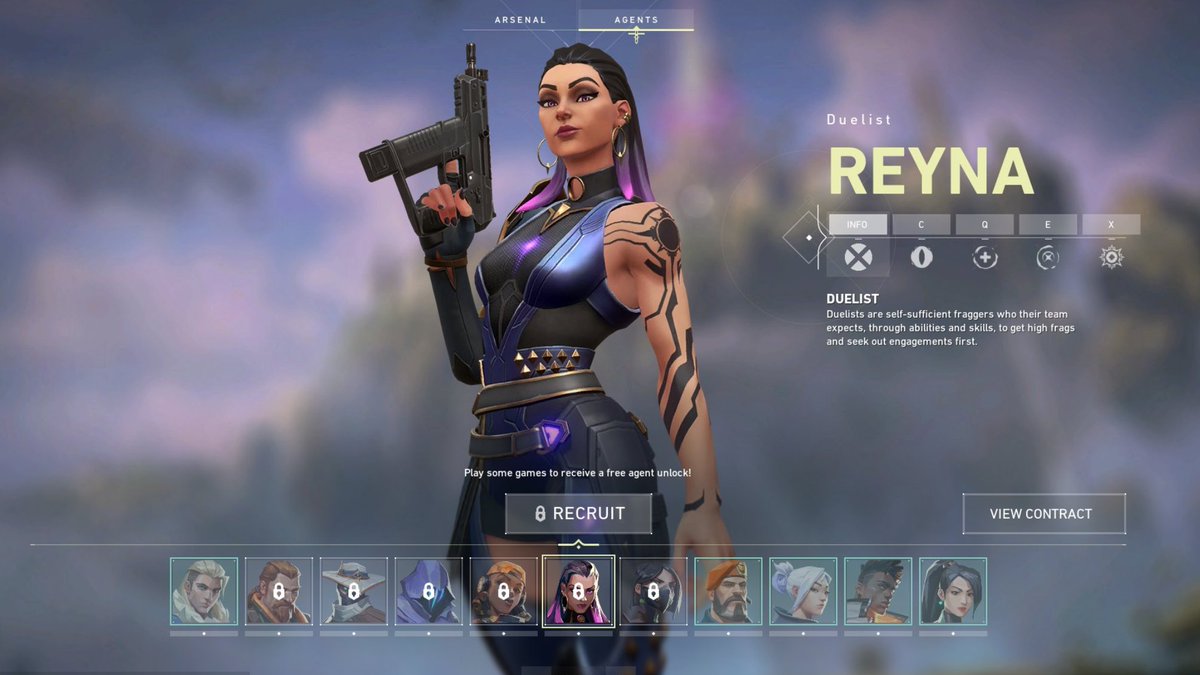 ARSENAL
AGENTS
Duelist
REYNA
INFO
C
Q
E
X
DUELIST
Duelists are self-sufficient fraggers who their team
expects, through abilities and skills, to get high frags
and seek out engagements first.
Play some games to receive a free agent unlock!
RECRUIT
VIEW CONTRACT